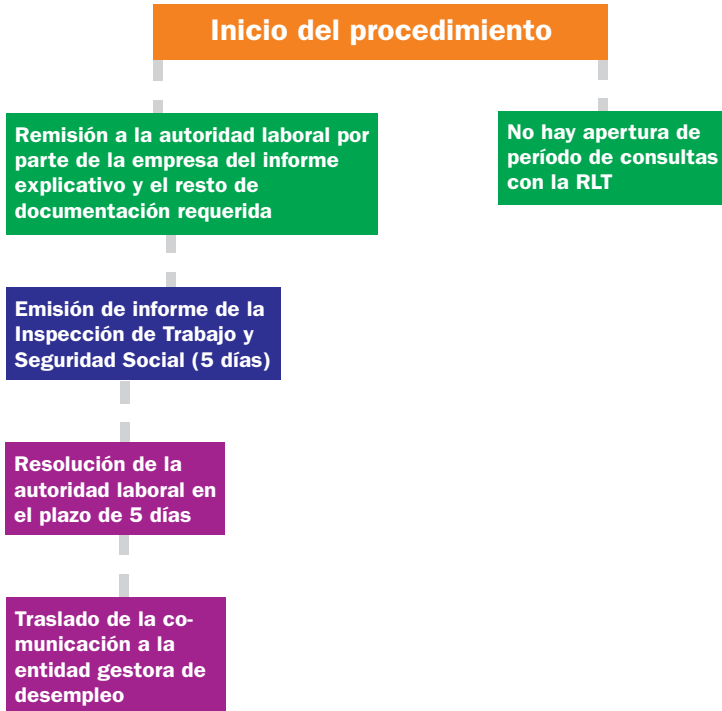 Inicio del procedimiento
Remisión a la autoridad laboral por
parte de la empresa del informe
explicativo y el resto de
documentación requerida
No hay apertura de
período de consultas
con la RLT
Emisión de informe de la
Inspección de Trabajo y
Seguridad Social (5 días)
Resolución de la
autoridad laboral en
el plazo de 5 días
Traslado de la co-
municación a la
entidad gestora de
desempleo